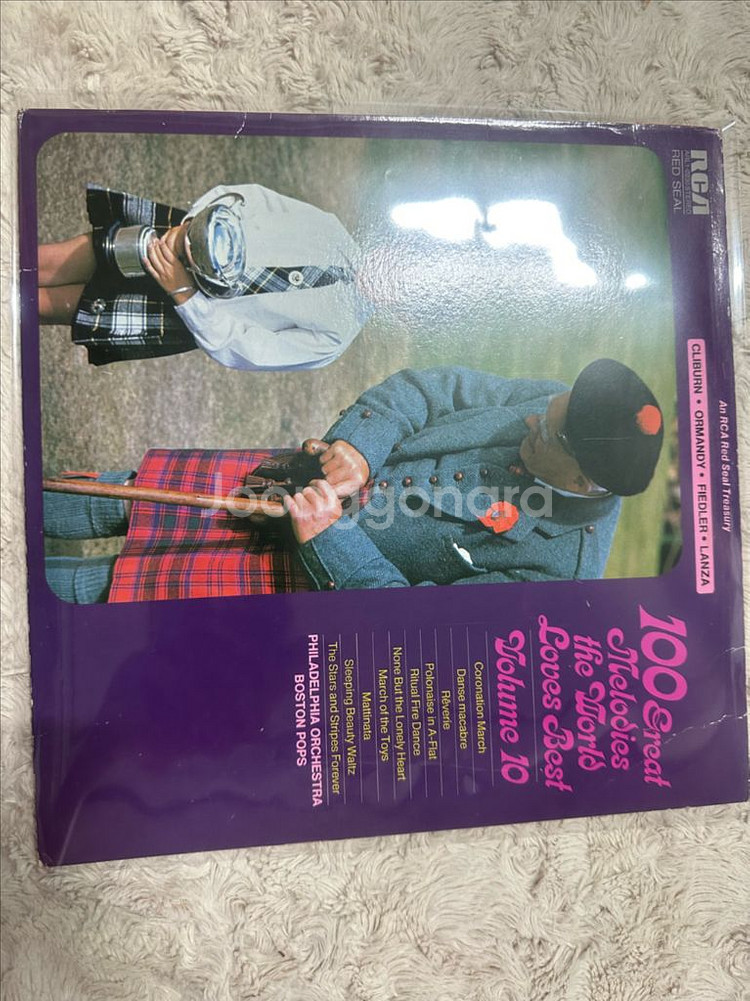 RCA
RED SEAL
An RCA Red Seal Treasury
CLIBURN • ORMANDY • FIEDLER • LANZA
100 Great
Melodies
the World
Loves Best
Volume 10
Coronation March
Danse macabre
Rêverie
Polonaise in A-Flat
Ritual Fire Dance
None But the Lonely Heart
March of the Toys
Mattinata
Sleeping Beauty Waltz
The Stars and Stripes Forever
PHILADELPHIA ORCHESTRA
BOSTON POPS
Joonggonara